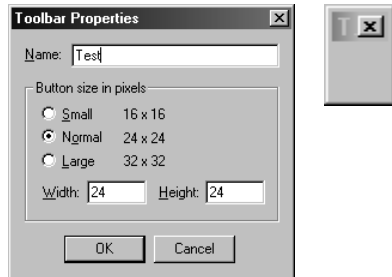 Toolbar Properties
Name: Test
Button size in pixels
Small 16 x 16
Normal 24 x 24
Large 32 x 32
Width: 24 Height: 24
OK Cancel
T